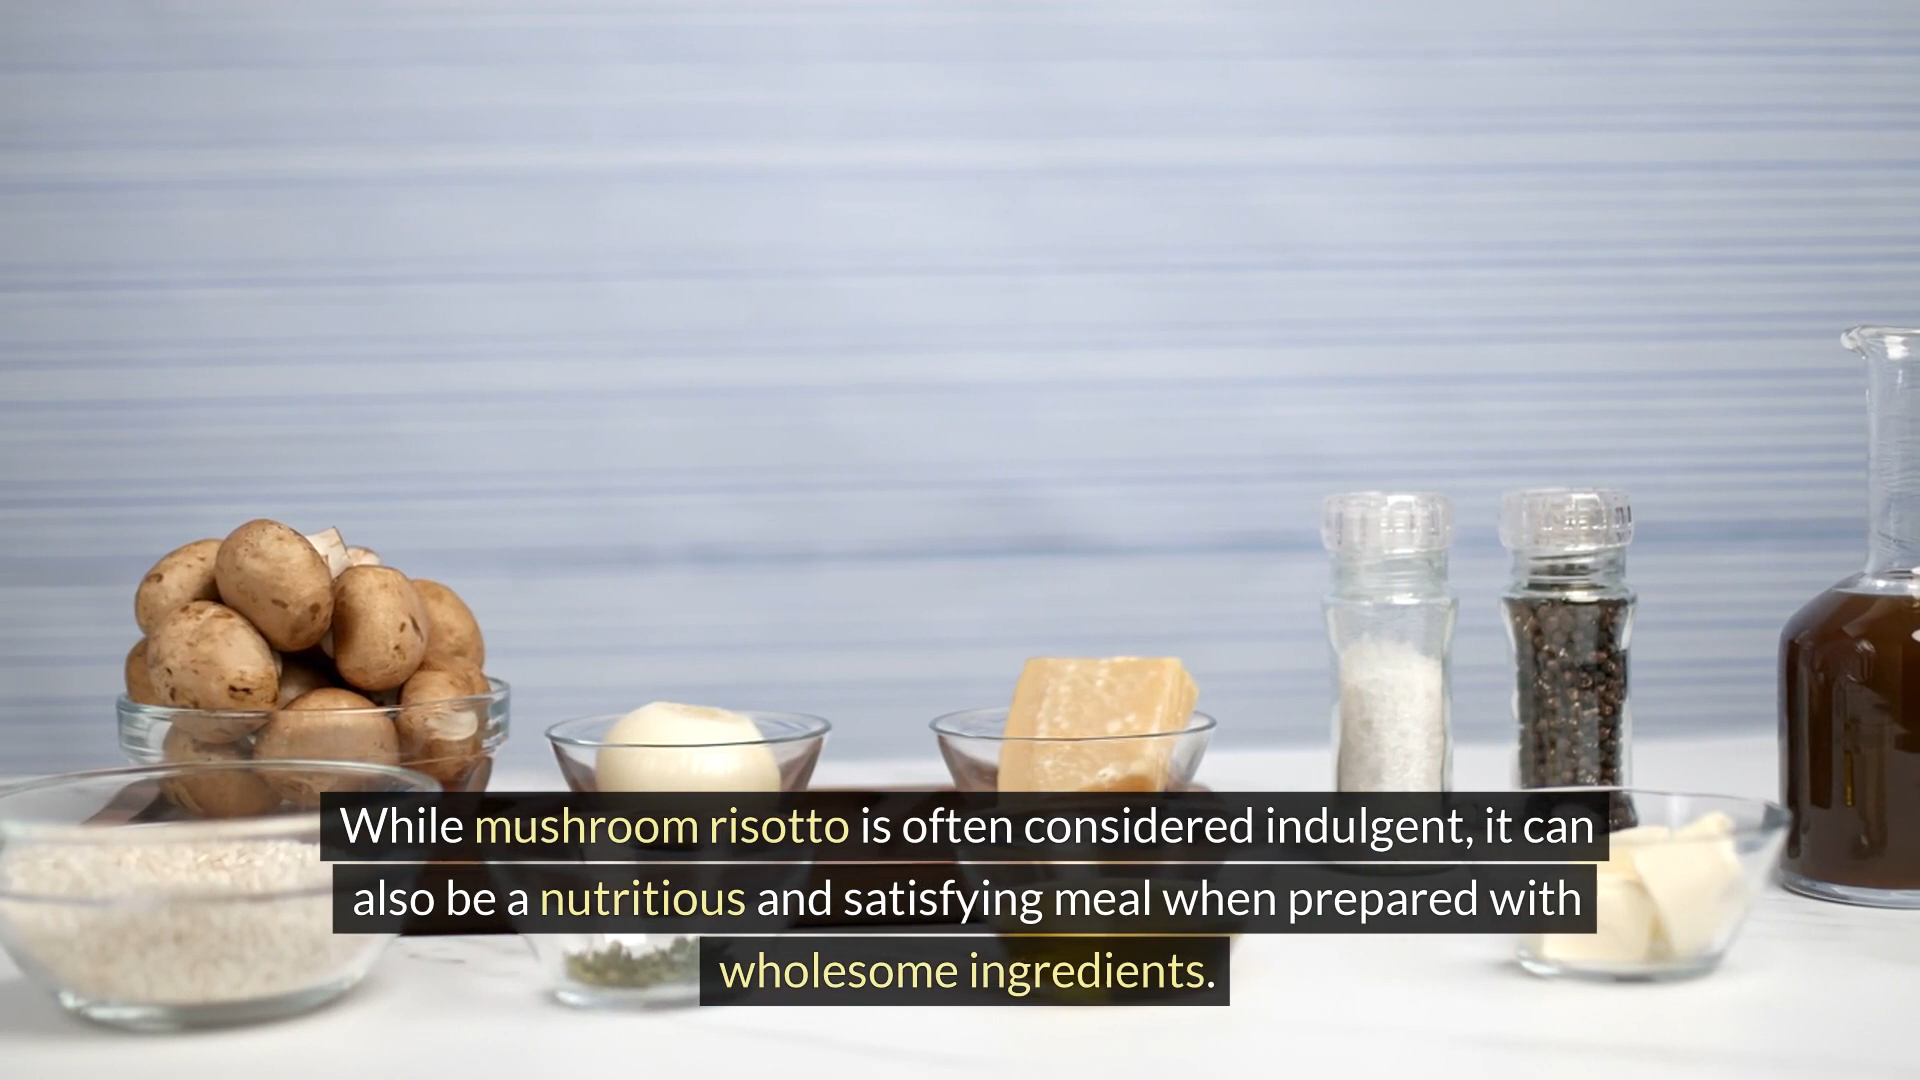 While mushroom risotto is often considered indulgent, it can
also be a nutritious and satisfying meal when prepared with
wholesome ingredients.